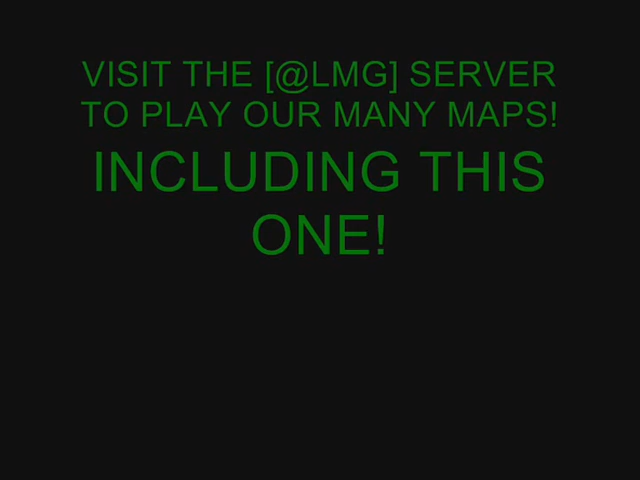 VISIT THE [@LMG] SERVER
TO PLAY OUR MANY MAPS!
INCLUDING THIS
ONE!